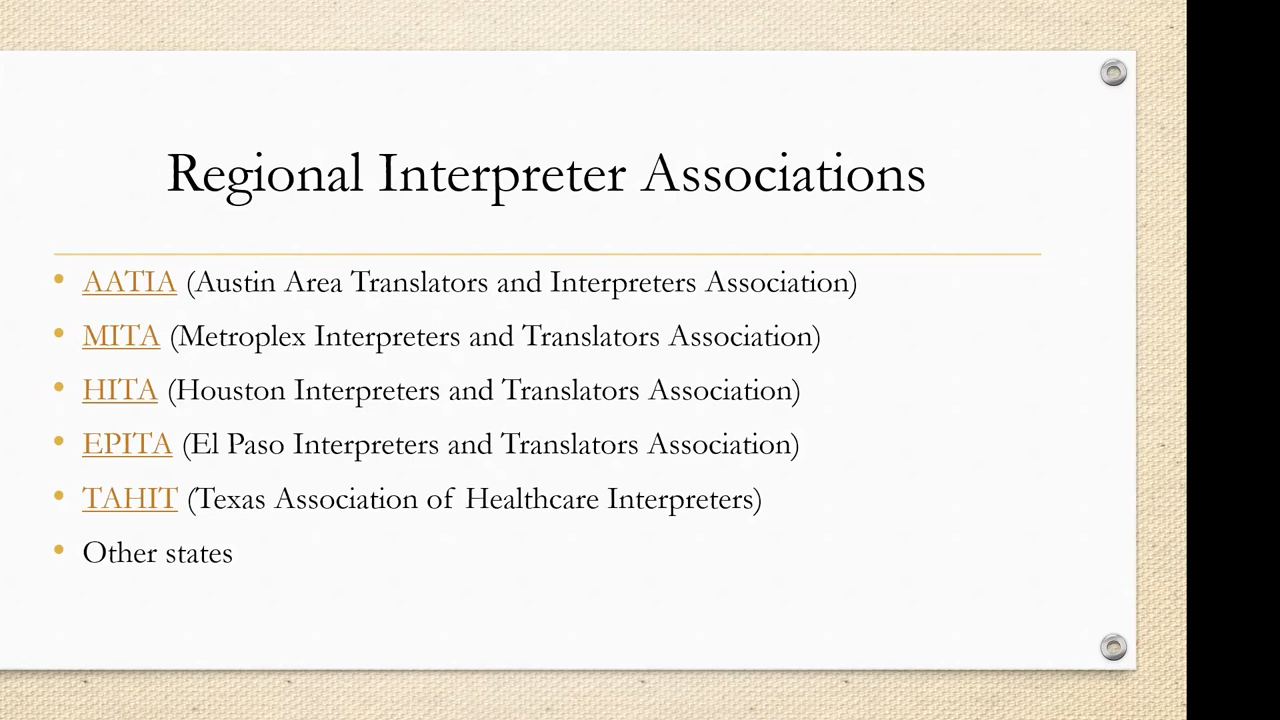 Regional Interpreter Associations
• AATIA (Austin Area Translators and Interpreters Association)
• MITA (Metroplex Interpreters and Translators Association)
• HITA (Houston Interpreters and Translators Association)
• EPITA (El Paso Interpreters and Translators Association)
• TAHIT (Texas Association of Healthcare Interpreters)
• Other states